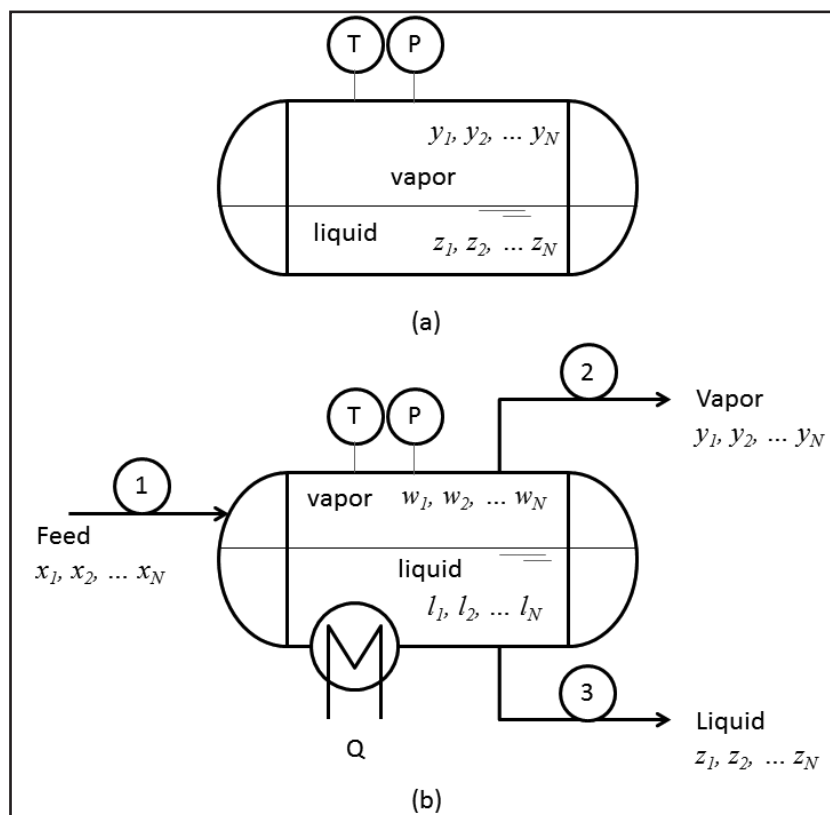 T P
y1, y2, ... yN
vapor
liquid
z1, z2, ... zN
(a)
2
T P
Vapor
y1, y2, ... yN
1
vapor w1, w2, ... wN
Feed
x1, x2, ... xN
liquid
l1, l2, ... lN
3
Liquid
z1, z2, ... zN
Q
(b)